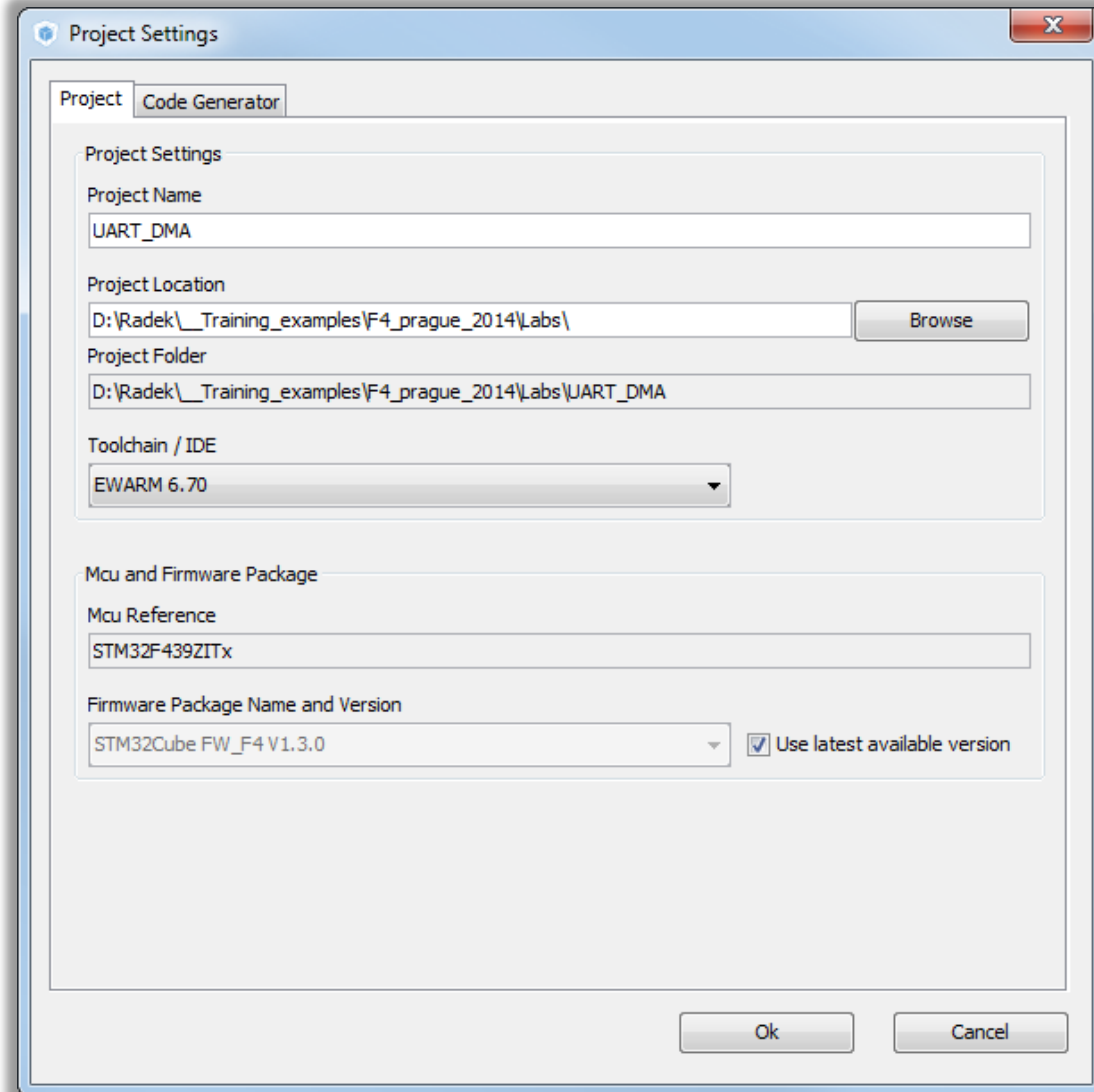 Project Settings
Project
Code Generator
Project Settings
Project Name
UART_DMA
Project Location
D:\Radek\__Training_examples\F4_prague_2014\Labs\
Browse
Project Folder
D:\Radek\__Training_examples\F4_prague_2014\Labs\UART_DMA
Toolchain / IDE
EWARM 6.70
Mcu and Firmware Package
Mcu Reference
STM32F439ZITx
Firmware Package Name and Version
STM32Cube FW_F4 V1.3.0
Use latest available version
Ok
Cancel